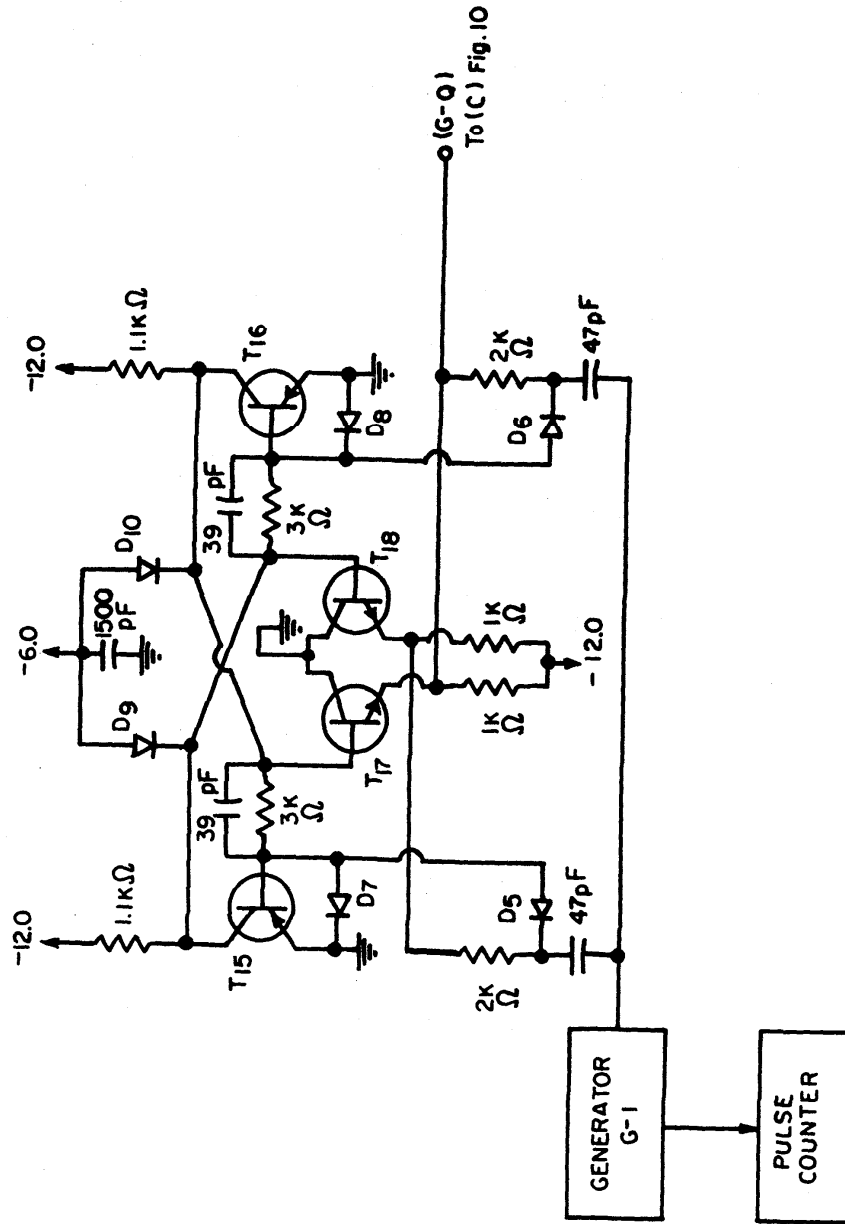 -12.0
1.1KΩ
-6.0
1500
pF
-12.0
1.1KΩ
D9
D10
T15
T16
39 pF
3K
Ω
39 pF
3K
Ω
D7
D8
T17
T18
1K
Ω
1K
Ω
-12.0
2K
Ω
D5
47pF
D6
2K
Ω
47pF
(G-Q)
To (C) Fig. 10
GENERATOR
G-1
PULSE
COUNTER